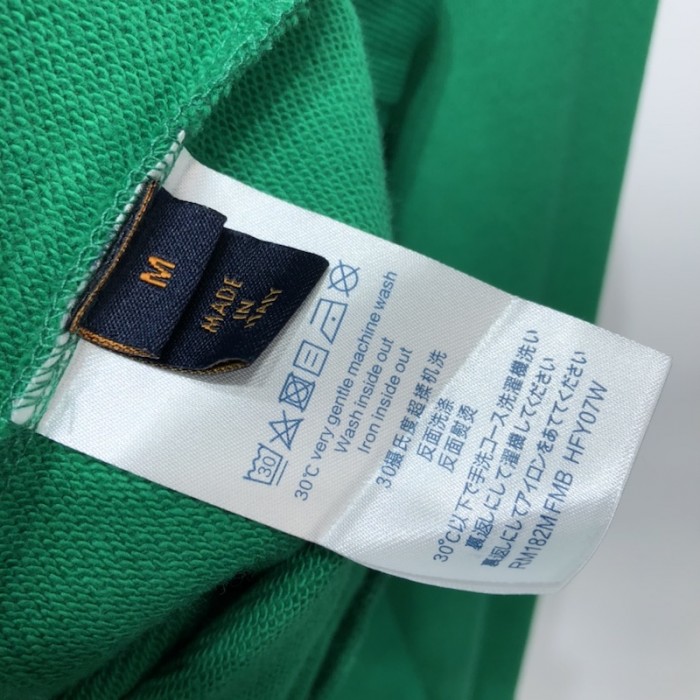 M
MADE
IN
ITALY
30
30℃ very gentle machine wash
Wash inside out
Iron inside out
30摄氏度超揉机洗
反面洗涤
反面熨烫
30℃以下で手洗コース洗濯機洗い
裏返しにして濯機してください
裏返しにしてアイロンをあててください
RM182M FMB HFY07W